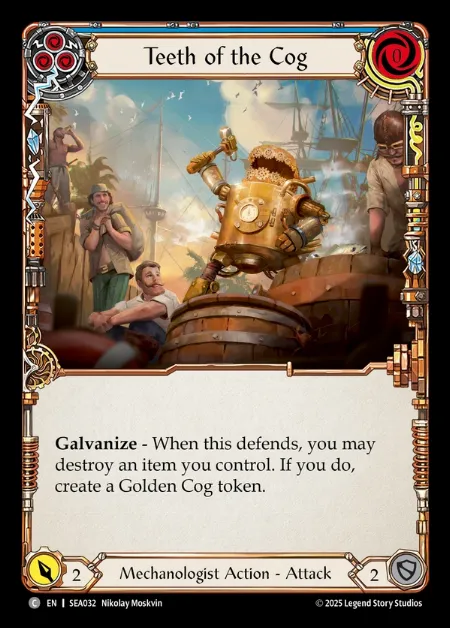 Teeth of the Cog
0
Galvanize - When this defends, you may
destroy an item you control. If you do,
create a Golden Cog token.
2
Mechanologist Action - Attack
2
C EN | SEA032 Nikolay Moskvin
© 2025 Legend Story Studios